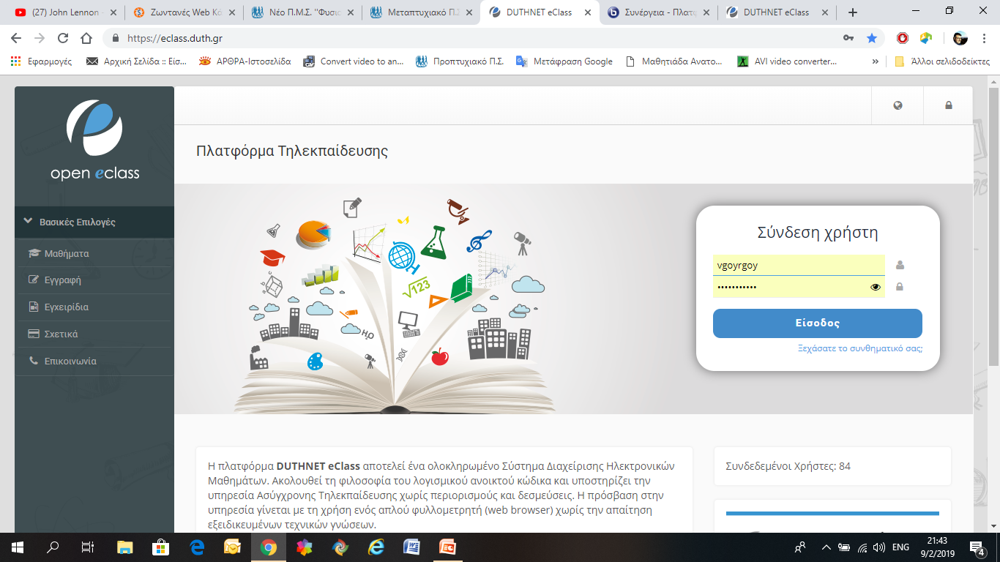 (27) John Lennon -
Ζωντανές Web Κά
Νέο Π.Μ.Σ. "Φυσι
Μεταπτυχιακό Π.Σ
DUTHNET eClass
Συνέργεια - Πλατφ
DUTHNET eClass
https://eclass.duth.gr
Εφαρμογές
Αρχική Σελίδα :: Είσ...
ΑΡΘΡΑ-Ιστοσελίδα
Convert video to an...
Προπτυχιακό Π.Σ.
Μετάφραση Google
Μαθητιάδα Ανατο...
AVI video converter...
»
Άλλοι σελιδοδείκτες
open eclass
Πλατφόρμα Τηλεκπαίδευσης
Βασικές Επιλογές
Μαθήματα
Εγγραφή
Εγχειρίδια
Σχετικά
Επικοινωνία
√123
H₂O
Σύνδεση χρήστη
vgoyrgoy
•••••••••••
Είσοδος
Ξεχάσατε το συνθηματικό σας;
Η πλατφόρμα DUTHNET eClass αποτελεί ένα ολοκληρωμένο Σύστημα Διαχείρισης Ηλεκτρονικών
Μαθημάτων. Ακολουθεί τη φιλοσοφία του λογισμικού ανοικτού κώδικα και υποστηρίζει την
υπηρεσία Ασύγχρονης Τηλεκπαίδευσης χωρίς περιορισμούς και δεσμεύσεις. Η πρόσβαση στην
υπηρεσία γίνεται με τη χρήση ενός απλού φυλλομετρητή (web browser) χωρίς την απαίτηση
εξειδικευμένων τεχνικών γνώσεων.
Συνδεδεμένοι Χρήστες: 84
ENG
21:43
9/2/2019
4